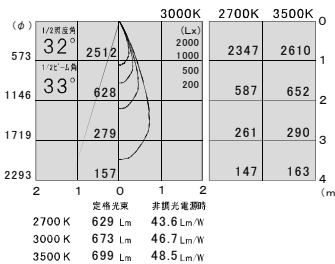 (φ) 3000K 2700K 3500K
1/2照度角 (Lx)
32° 2000
573 2512 1000 2347 2610 1
1/2ビーム角 500
33° 200
1146 628 587 652 2
1719 279 261 290 3
2293 157 147 163 4
2 1 0 1 2 (m
定格光束 非損光電源時
2700K 629 Lm 43.6 Lm/W
3000K 673 Lm 46.7 Lm/W
3500K 699 Lm 48.5 Lm/W